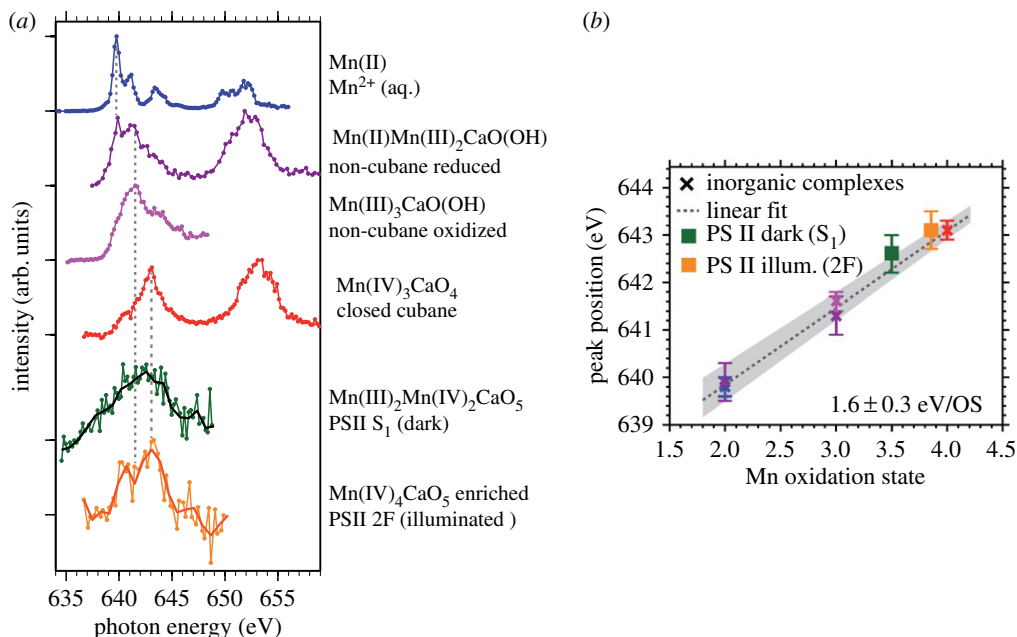 (a)
intensity (arb. units)
Mn(II)
Mn²⁺ (aq.)
Mn(II)Mn(III)₂CaO(OH)
non-cubane reduced
Mn(III)₃CaO(OH)
non-cubane oxidized
Mn(IV)₃CaO₄
closed cubane
Mn(III)₂Mn(IV)₂CaO₅
PSII S₁ (dark)
Mn(IV)₄CaO₅ enriched
PSII 2F (illuminated )
635 640 645 650 655
photon energy (eV)
(b)
peak position (eV)
644
643
642
641
640
639
inorganic complexes
linear fit
PS II dark (S₁)
PS II illum. (2F)
1.6 ± 0.3 eV/OS
1.5 2.0 2.5 3.0 3.5 4.0 4.5
Mn oxidation state